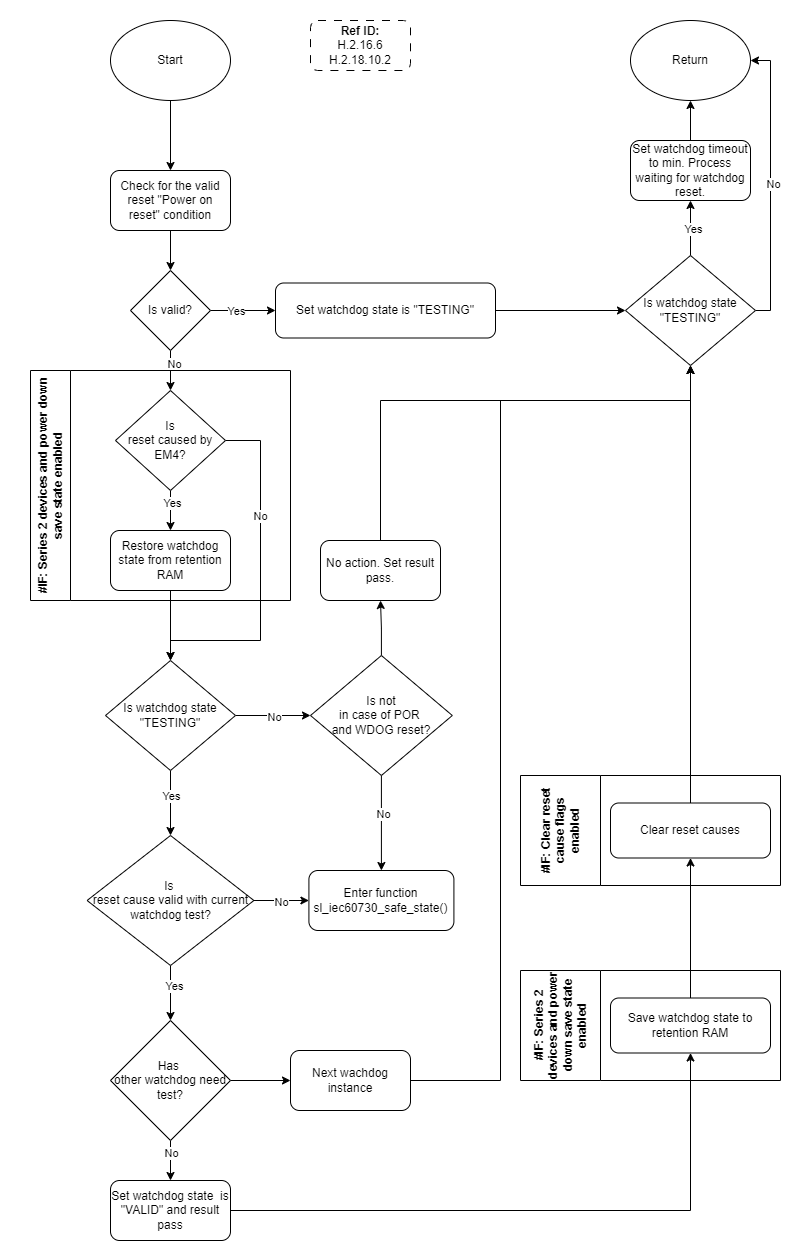 Start
Ref ID:
H.2.16.6
H.2.18.10.2
Return
Set watchdog timeout
to min. Process
waiting for watchdog
reset.
No
Check for the valid
reset "Power on
reset" condition
Yes
Is valid?
Yes
Set watchdog state is "TESTING"
Is watchdog state
"TESTING"
No
#IF: Series 2 devices and power down
save state enabled
Is
reset caused by
EM4?
Yes
No
Restore watchdog
state from retention
RAM
No action. Set result
pass.
Is watchdog state
"TESTING"
No
Is not
in case of POR
and WDOG reset?
Yes
No
#IF: Clear reset
cause flags
enabled
Clear reset causes
Is
reset cause valid with current
watchdog test?
No
Enter function
sl_iec60730_safe_state()
Yes
#IF: Series 2
devices and power
down save state
enabled
Save watchdog state to
retention RAM
Has
other watchdog need
test?
Next wachdog
instance
No
Set watchdog state  is
"VALID" and result
pass